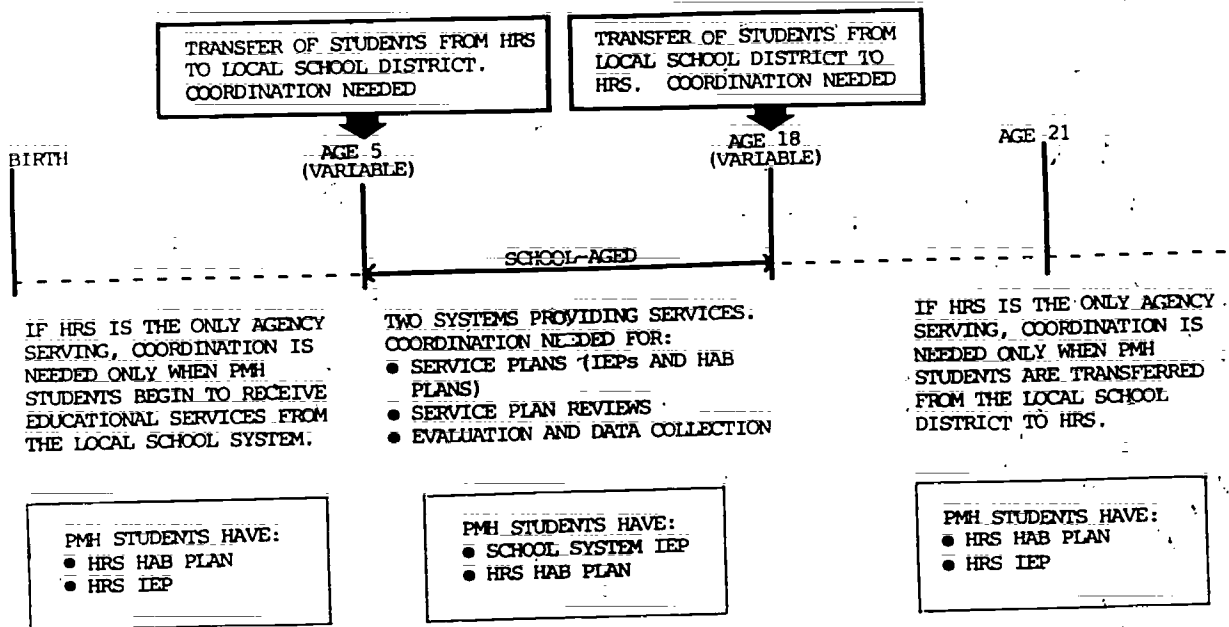 TRANSFER OF STUDENTS FROM HRS
TO LOCAL SCHOOL DISTRICT.
COORDINATION NEEDED
TRANSFER OF STUDENTS FROM
LOCAL SCHOOL DISTRICT TO
HRS. COORDINATION NEEDED
BIRTH
AGE 5
(VARIABLE)
AGE 18
(VARIABLE)
AGE 21
SCHOOL-AGED
IF HRS IS THE ONLY AGENCY
SERVING, COORDINATION IS
NEEDED ONLY WHEN PMH
STUDENTS BEGIN TO RECEIVE
EDUCATIONAL SERVICES FROM
THE LOCAL SCHOOL SYSTEM.
TWO SYSTEMS PROVIDING SERVICES.
COORDINATION NEEDED FOR:
● SERVICE PLANS (IEPs AND HAB
PLANS)
● SERVICE PLAN REVIEWS
● EVALUATION AND DATA COLLECTION
IF HRS IS THE ONLY AGENCY
SERVING, COORDINATION IS
NEEDED ONLY WHEN PMH
STUDENTS ARE TRANSFERRED
FROM THE LOCAL SCHOOL
DISTRICT TO HRS.
PMH STUDENTS HAVE:
● HRS HAB PLAN
● HRS IEP
PMH STUDENTS HAVE:
● SCHOOL SYSTEM IEP
● HRS HAB PLAN
PMH STUDENTS HAVE:
● HRS HAB PLAN
● HRS IEP